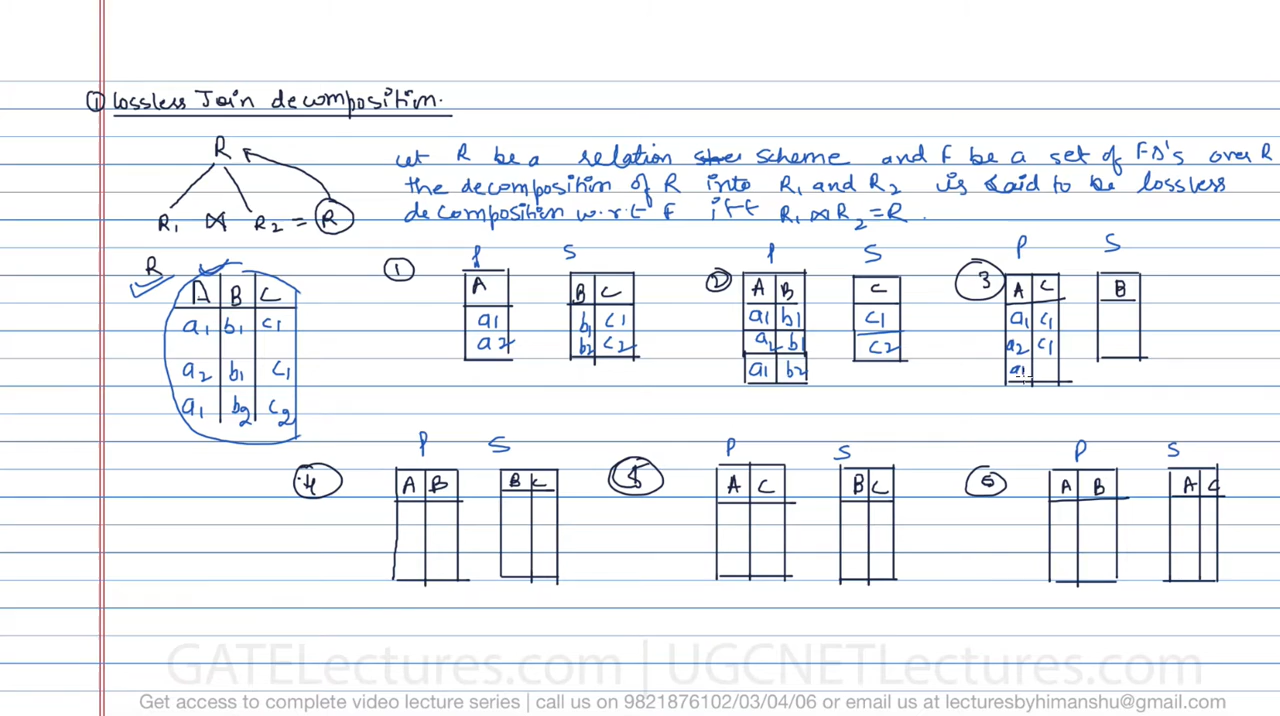 ① Lossless Join decomposition.
R
R₁ ⋈ R₂ = R
Let R be a relation scheme and F be a set of FD's over R
the decomposition of R into R₁ and R₂ is said to be lossless
decomposition w.r.t F iff R₁ ⋈ R₂ = R.
R
A B C
a₁ b₁ c₁
a₂ b₁ c₁
a₁ b₂ c₂
① P S
A B C
a₁ b₁ c₁
a₂ b₂ c₂
② P S
A B C
a₁ b₁ c₁
a₂ b₁ c₂
a₁ b₂
③ P S
A C B
a₁ c₁
a₂ c₁
a₁
④ P S
A B B C
⑤ P S
A C B C
⑥ P S
A B A C
GATELectures.com | UGCNETLectures.com
Get access to complete video lecture series | call us on 9821876102/03/04/06 or email us at lecturesbyhimanshu@gmail.com